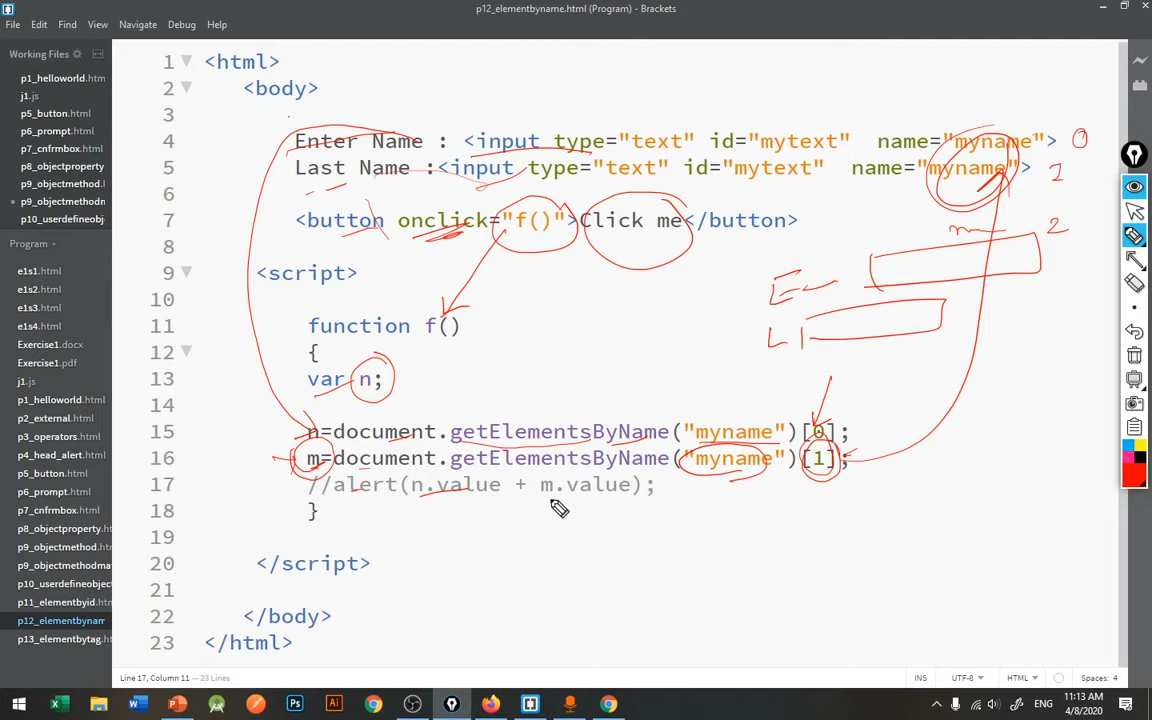 p12_elementbyname.html (Program) - Brackets
File Edit Find View Navigate Debug Help
Working Files
p1_helloworld.htm
j1.js
p5_button.html
p6_prompt.html
p7_cnfrmbox.html
p8_objectproperty
p9_objectmethod.l
p9_objectmethod
p10_userdefineobj
Program
e1s1.html
e1s2.html
e1s3.html
e1s4.html
Exercise1.docx
Exercise1.pdf
j1.js
p1_helloworld.htm
p2_external.html
p3_operators.html
p4_head_alert.html
p5_button.html
p6_prompt.html
p7_cnfrmbox.html
p8_objectproperty.
p9_objectmethod.h
p9_objectmethodma
p10_userdefineobject
p11_elementbyid.ht
p12_elementbynam
p13_elementbytag.h
1 <html>
2 <body>
3
4 Enter Name : <input type="text" id="mytext" name="myname"> 0
5 Last Name :<input type="text" id="mytext" name="myname"> 1
6
7 <button onclick="f()">Click me</button> 2
8
9 <script>
10
11 function f()
12 {
13 var n;
14
15 n=document.getElementsByName("myname")[0];
16 m=document.getElementsByName("myname")[1];
17 //alert(n.value + m.value);
18 }
19
20 </script>
21
22 </body>
23 </html>
E
L
Line 17, Column 11 — 23 Lines
INS UTF-8 HTML Spaces: 4
ENG
11:13 AM
4/8/2020